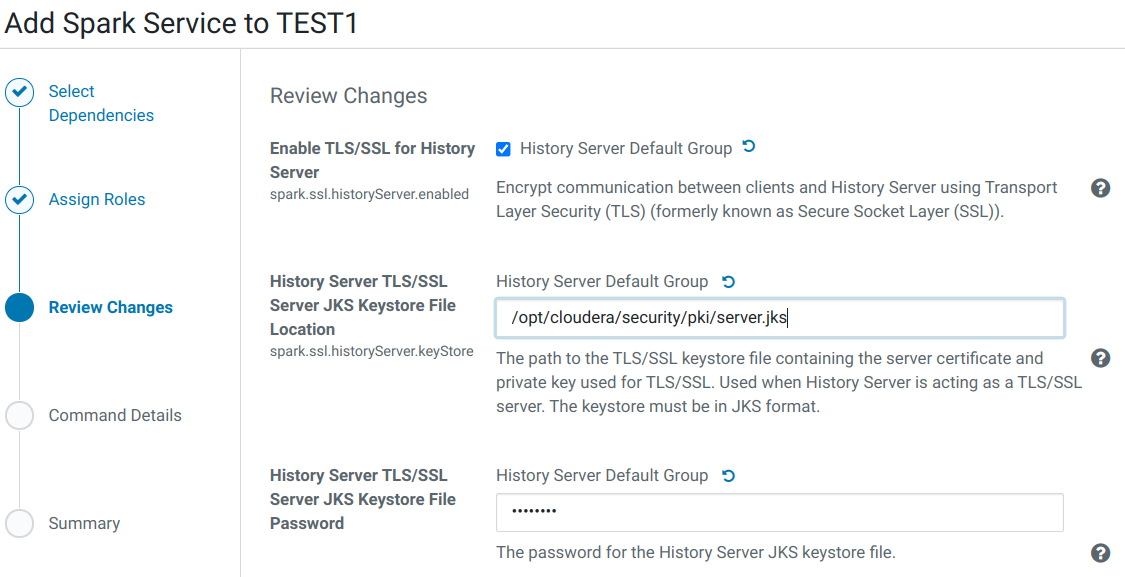 Add Spark Service to TEST1
Select
Dependencies
Assign Roles
Review Changes
Command Details
Summary
Review Changes
Enable TLS/SSL for History
Server
spark.ssl.historyServer.enabled
History Server Default Group
Encrypt communication between clients and History Server using Transport
Layer Security (TLS) (formerly known as Secure Socket Layer (SSL)).
?
History Server TLS/SSL
Server JKS Keystore File
Location
spark.ssl.historyServer.keyStore
History Server Default Group
/opt/cloudera/security/pki/server.jks
The path to the TLS/SSL keystore file containing the server certificate and
private key used for TLS/SSL. Used when History Server is acting as a TLS/SSL
server. The keystore must be in JKS format.
?
History Server TLS/SSL
Server JKS Keystore File
Password
History Server Default Group
••••••••
The password for the History Server JKS keystore file.
?